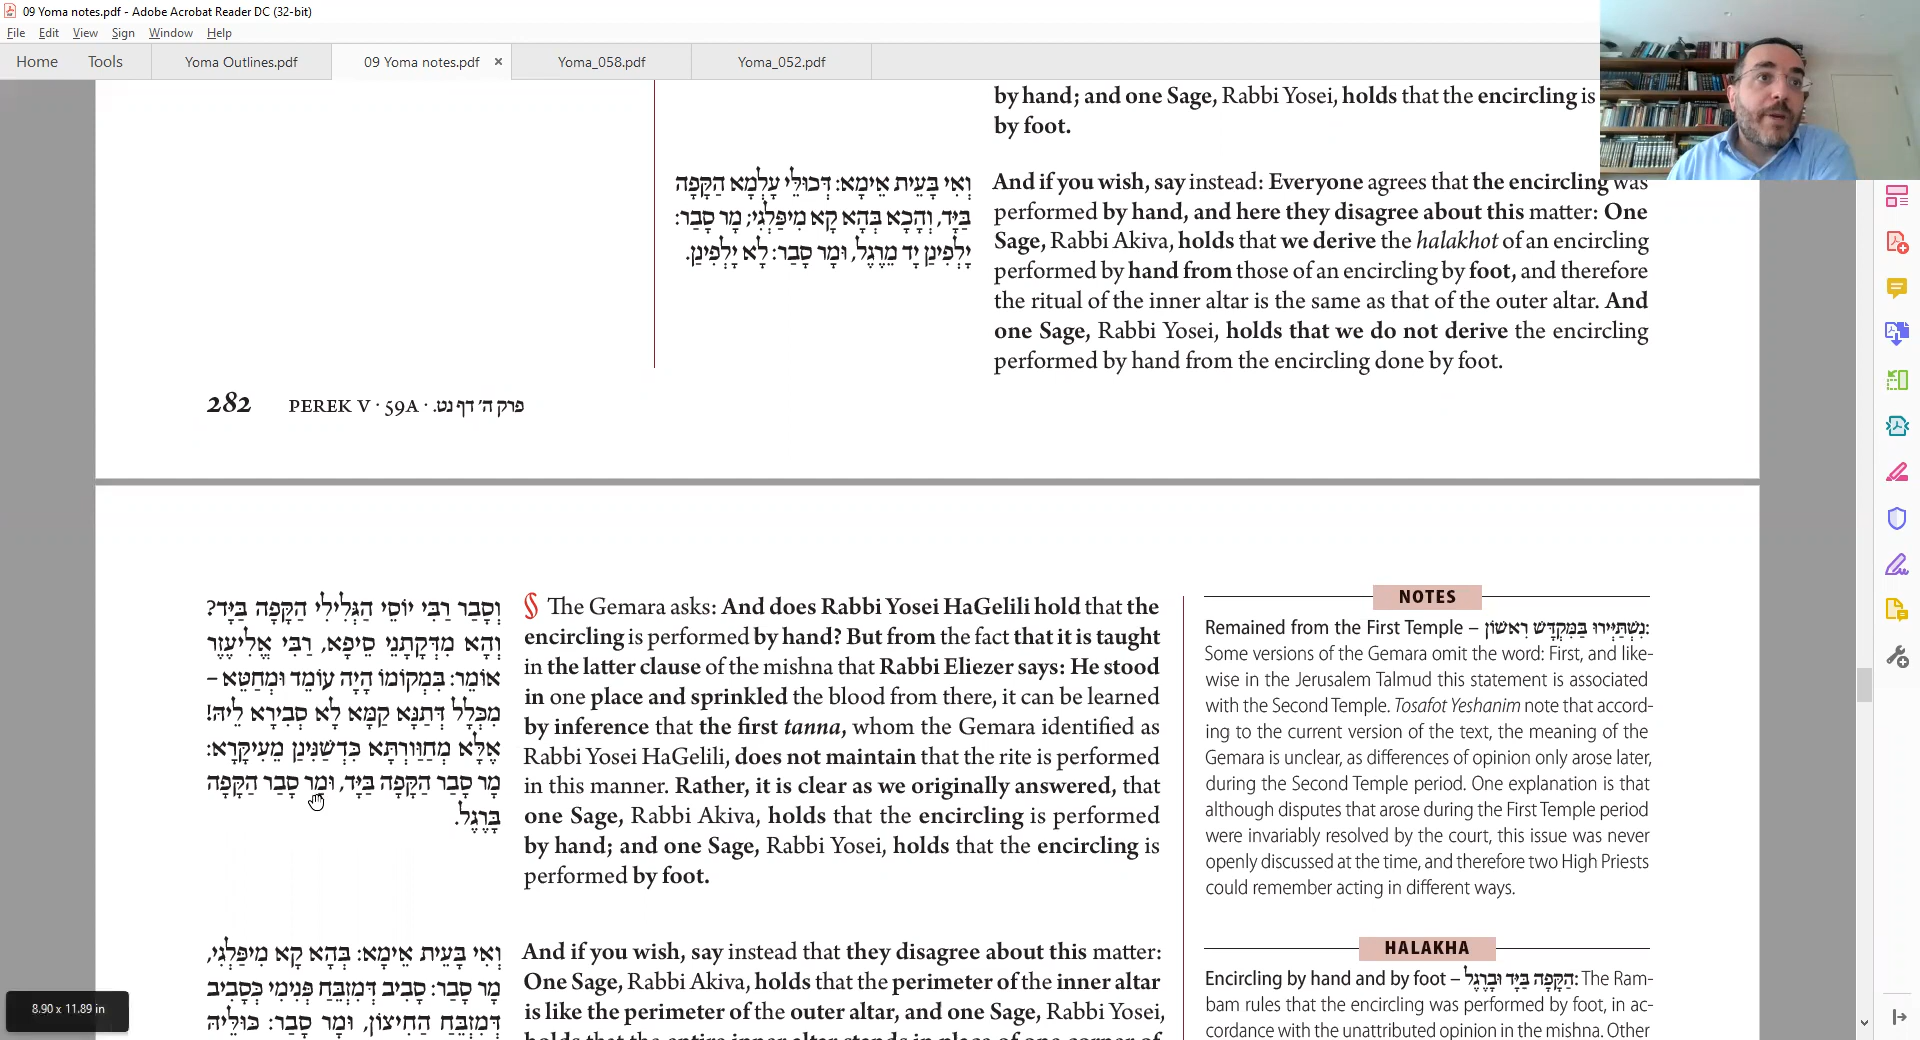 09 Yoma notes.pdf - Adobe Acrobat Reader DC (32-bit)
File Edit View Sign Window Help
Home Tools Yoma Outlines.pdf 09 Yoma notes.pdf × Yoma_058.pdf Yoma_052.pdf
by hand; and one Sage, Rabbi Yosei, holds that the encircling is
by foot.
וְאִי בָּעֵית אֵימָא: דְּכוּלֵּי עָלְמָא הַקָּפָה
בַּיָּד, וְהָכָא בְּהָא קָא מִיפַּלְגִי; מָר סָבַר:
יָלְפִינַן יָד מֵרֶגֶל, וּמָר סָבַר: לָא יָלְפִינַן.
And if you wish, say instead: Everyone agrees that the encircling was
performed by hand, and here they disagree about this matter: One
Sage, Rabbi Akiva, holds that we derive the halakhot of an encircling
performed by hand from those of an encircling by foot, and therefore
the ritual of the inner altar is the same as that of the outer altar. And
one Sage, Rabbi Yosei, holds that we do not derive the encircling
performed by hand from the encircling done by foot.
282 PEREK V · 59A · פרק ה׳ דף נט.
וְסָבַר רַבִּי יוֹסֵי הַגְּלִילִי הַקָּפָה בַּיָּד?
וְהָא מִדְּקָתָנֵי סֵיפָא, רַבִּי אֱלִיעֶזֶר
אוֹמֵר: בִּמְקוֹמוֹ הָיָה עוֹמֵד וּמְחַטֵּא –
מִכְּלָל דְּתַנָּא קַמָּא לָא סְבִירָא לֵיהּ!
אֶלָּא מְחַוַּורְתָּא כִּדְשַׁנִּינַן מֵעִיקָּרָא:
מָר סָבַר הַקָּפָה בַּיָּד, וּמָר סָבַר הַקָּפָה
בָּרֶגֶל.
§ The Gemara asks: And does Rabbi Yosei HaGelili hold that the
encircling is performed by hand? But from the fact that it is taught
in the latter clause of the mishna that Rabbi Eliezer says: He stood
in one place and sprinkled the blood from there, it can be learned
by inference that the first tanna, whom the Gemara identified as
Rabbi Yosei HaGelili, does not maintain that the rite is performed
in this manner. Rather, it is clear as we originally answered, that
one Sage, Rabbi Akiva, holds that the encircling is performed
by hand; and one Sage, Rabbi Yosei, holds that the encircling is
performed by foot.
וְאִי בָּעֵית אֵימָא: בְּהָא קָא מִיפַּלְגִי,
מָר סָבַר: סָבִיב דְּמִזְבֵּחַ פְּנִימִי כְּסָבִיב
דְּמִזְבֵּחַ הַחִיצוֹן, וּמָר סָבַר: כּוּלֵּיהּ
And if you wish, say instead that they disagree about this matter:
One Sage, Rabbi Akiva, holds that the perimeter of the inner altar
is like the perimeter of the outer altar, and one Sage, Rabbi Yosei,
holds that the entire inner altar stands in place of one corner of
NOTES
Remained from the First Temple – נִשְׁתַּיְּירוּ בַּמִּקְדָּשׁ רִאשׁוֹן:
Some versions of the Gemara omit the word: First, and like-
wise in the Jerusalem Talmud this statement is associated
with the Second Temple. Tosafot Yeshanim note that accord-
ing to the current version of the text, the meaning of the
Gemara is unclear, as differences of opinion only arose later,
during the Second Temple period. One explanation is that
although disputes that arose during the First Temple period
were invariably resolved by the court, this issue was never
openly discussed at the time, and therefore two High Priests
could remember acting in different ways.
HALAKHA
Encircling by hand and by foot – הַקָּפָה בַּיָּד וּבָרֶגֶל: The Ram-
bam rules that the encircling was performed by foot, in ac-
cordance with the unattributed opinion in the mishna. Other
8.90 x 11.89 in